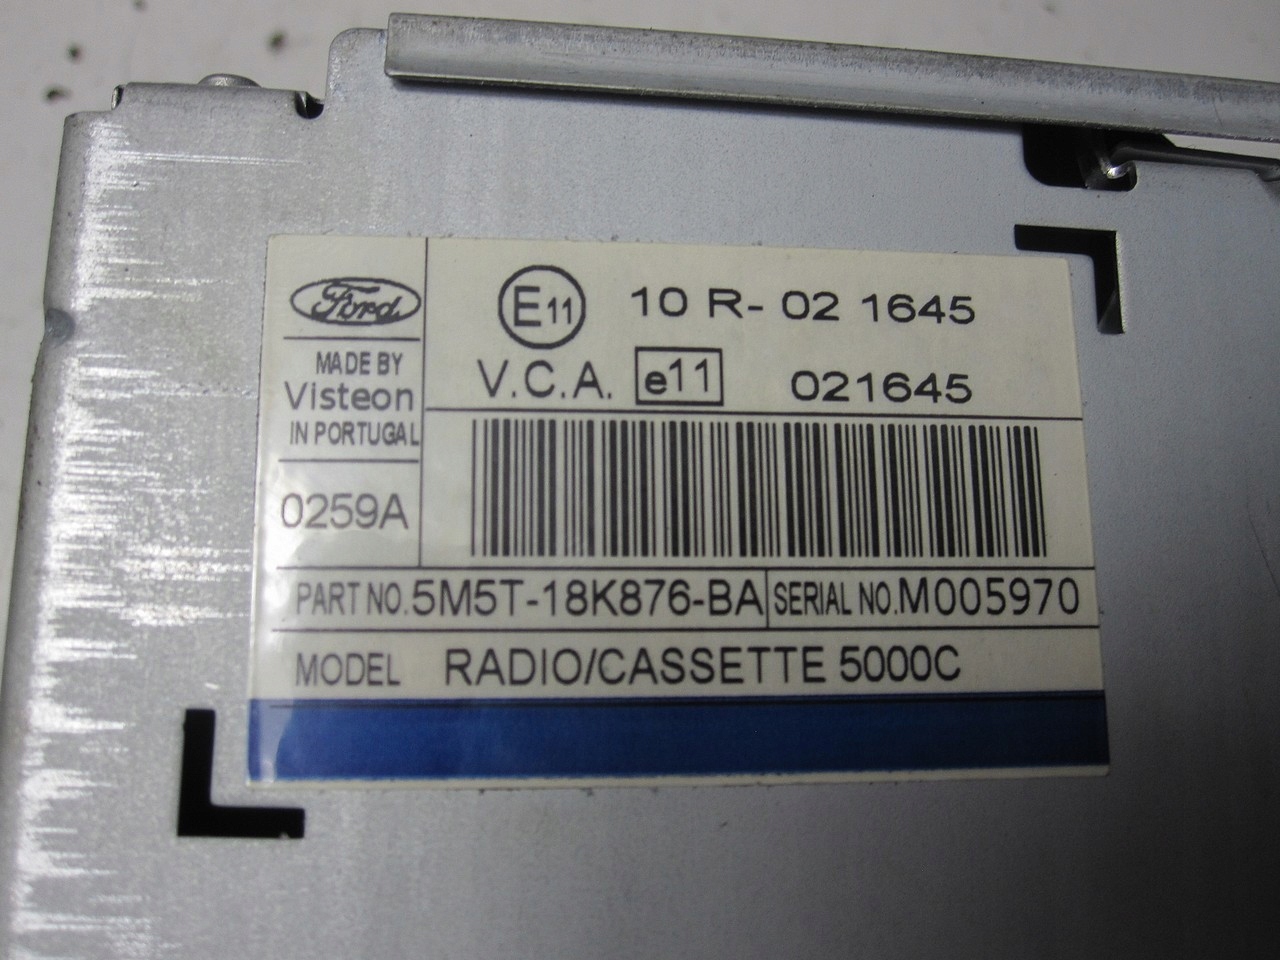 Ford
MADE BY
Visteon
IN PORTUGAL
0259A
E11 10 R- 02 1645
V.C.A. e11 021645
PART NO. 5M5T-18K876-BA SERIAL NO. M005970
MODEL RADIO/CASSETTE 5000C